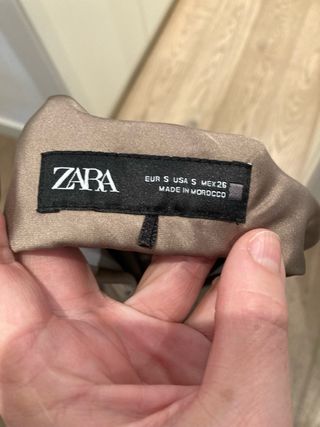 ZARA
EUR S USA S MEX 26
MADE IN MOROCCO